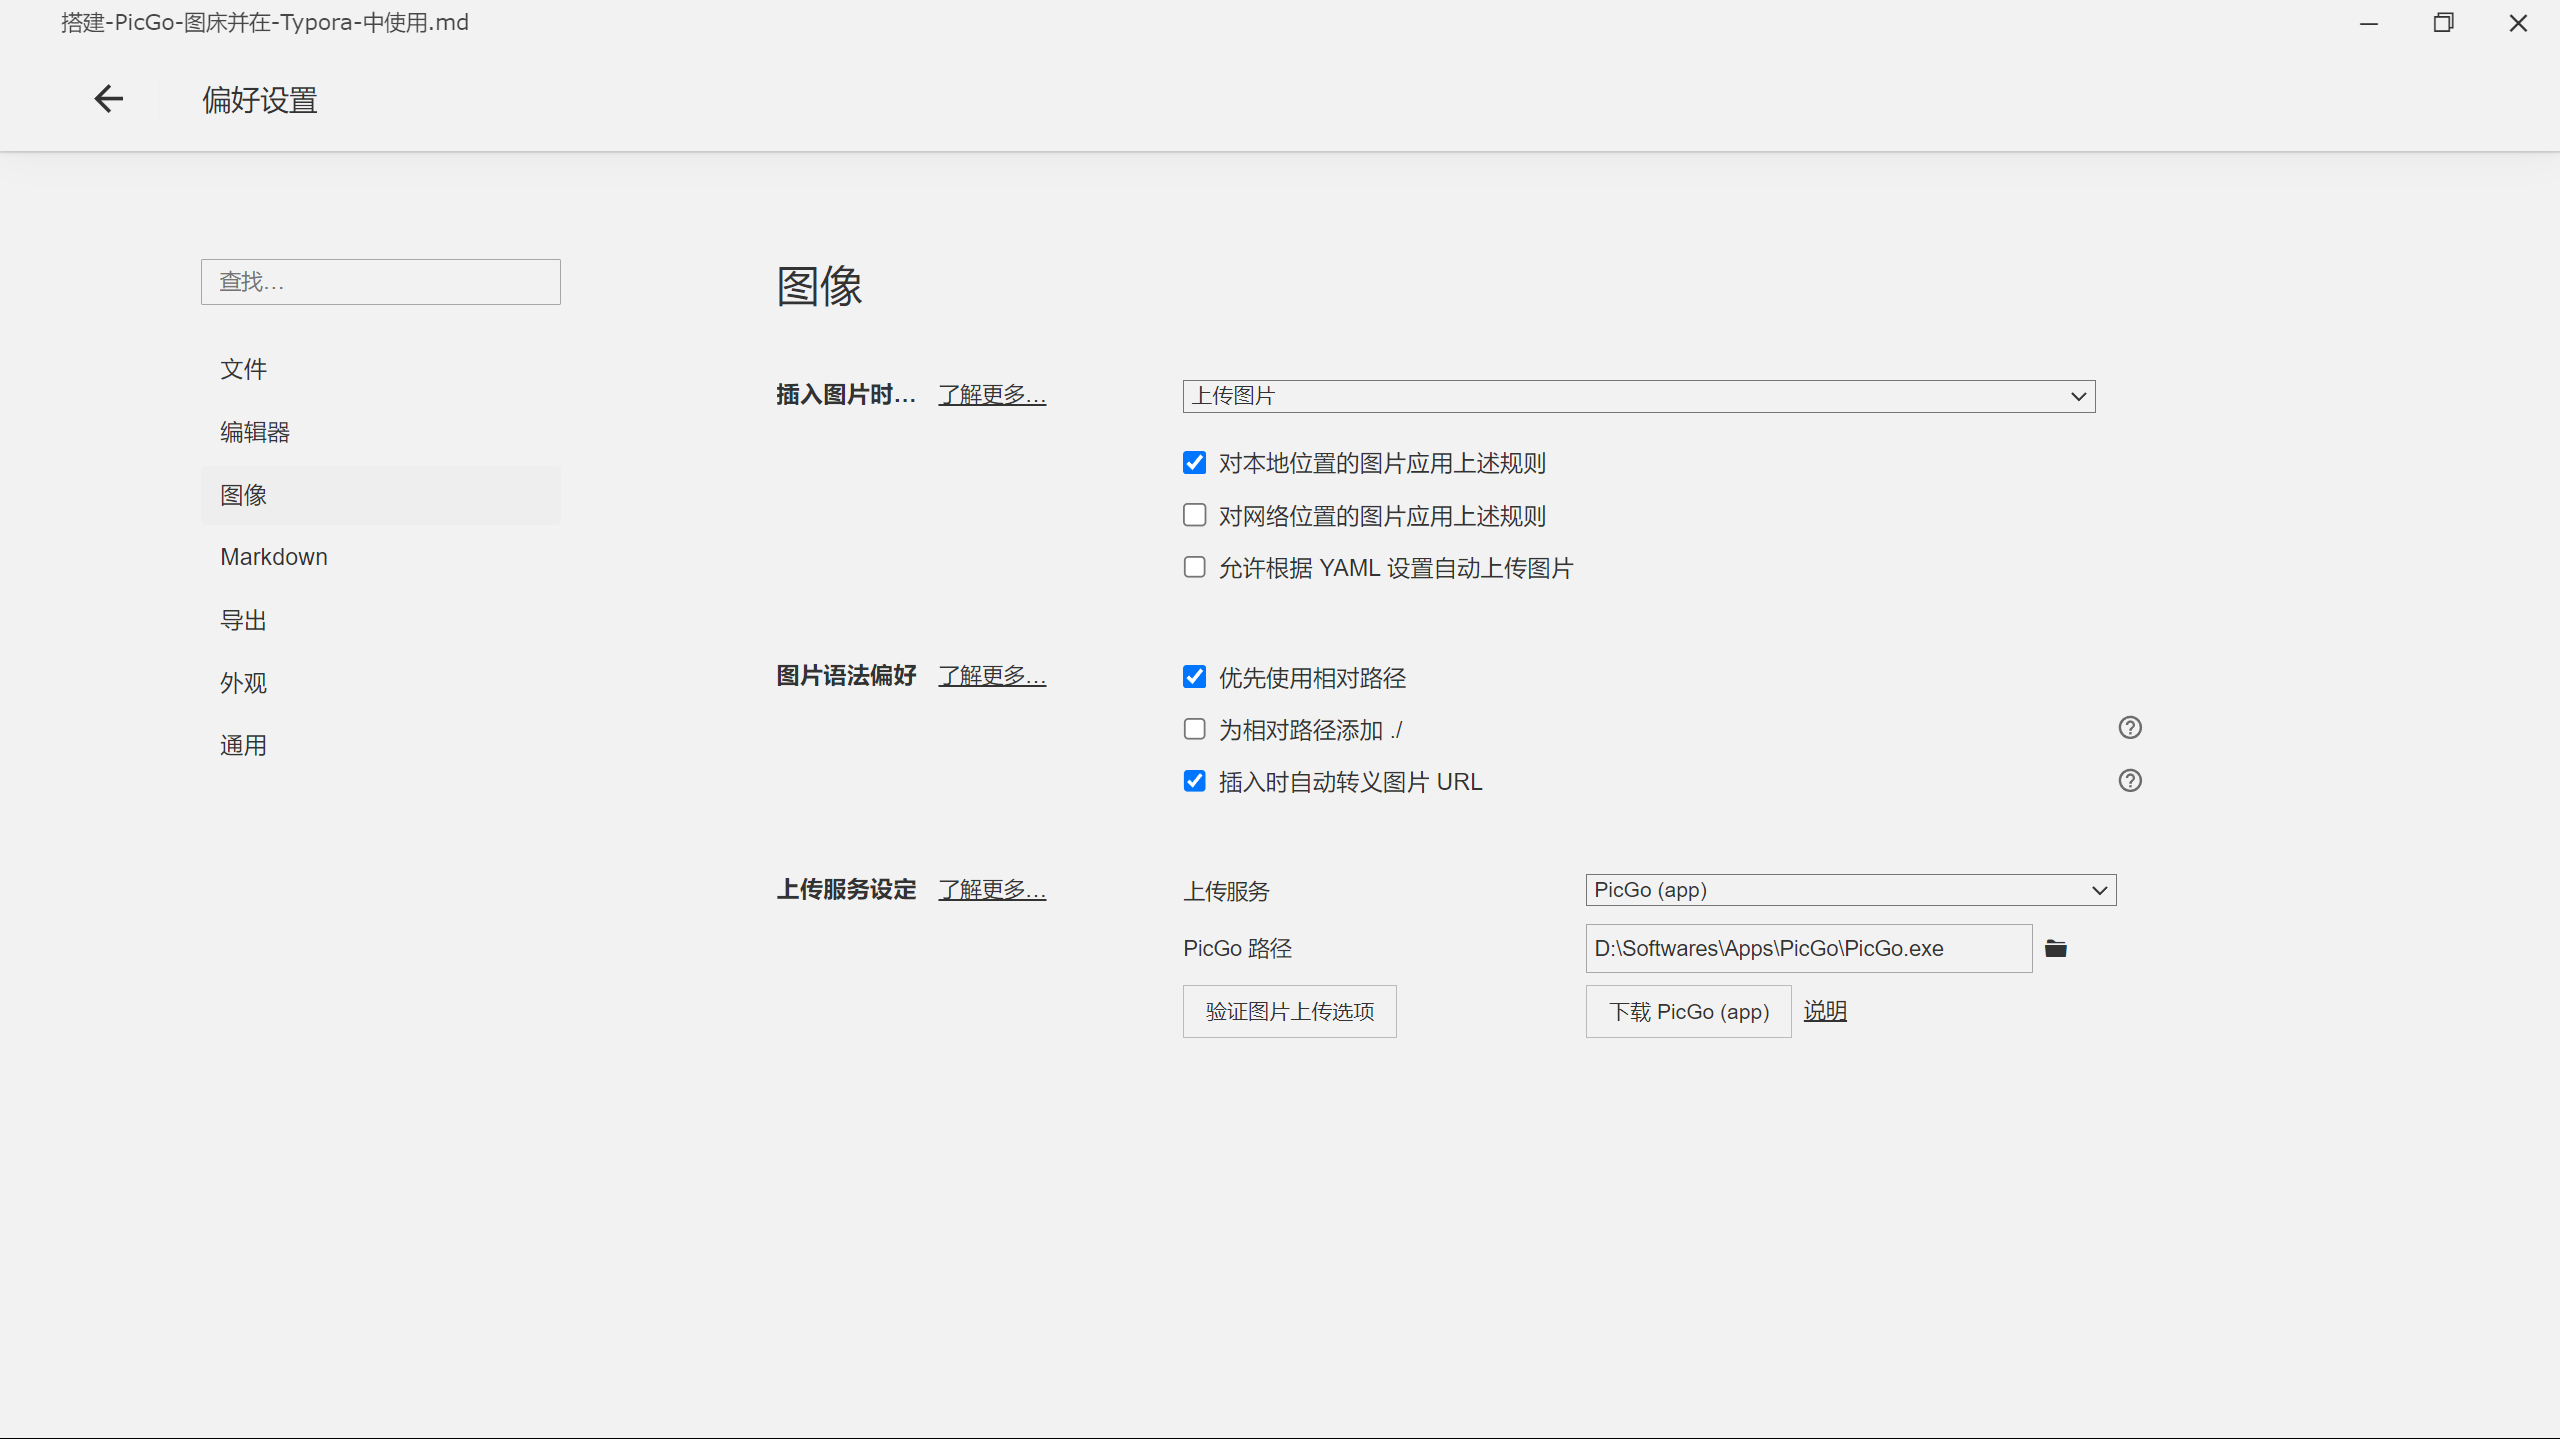 搭建-PicGo-图床并在-Typora-中使用.md
偏好设置
查找...
文件
编辑器
图像
Markdown
导出
外观
通用
图像
插入图片时... 了解更多... 上传图片
对本地位置的图片应用上述规则
对网络位置的图片应用上述规则
允许根据 YAML 设置自动上传图片
图片语法偏好 了解更多... 优先使用相对路径
为相对路径添加 ./
插入时自动转义图片 URL
上传服务设定 了解更多... 上传服务 PicGo (app)
PicGo 路径 D:\Softwares\Apps\PicGo\PicGo.exe
验证图片上传选项 下载 PicGo (app) 说明